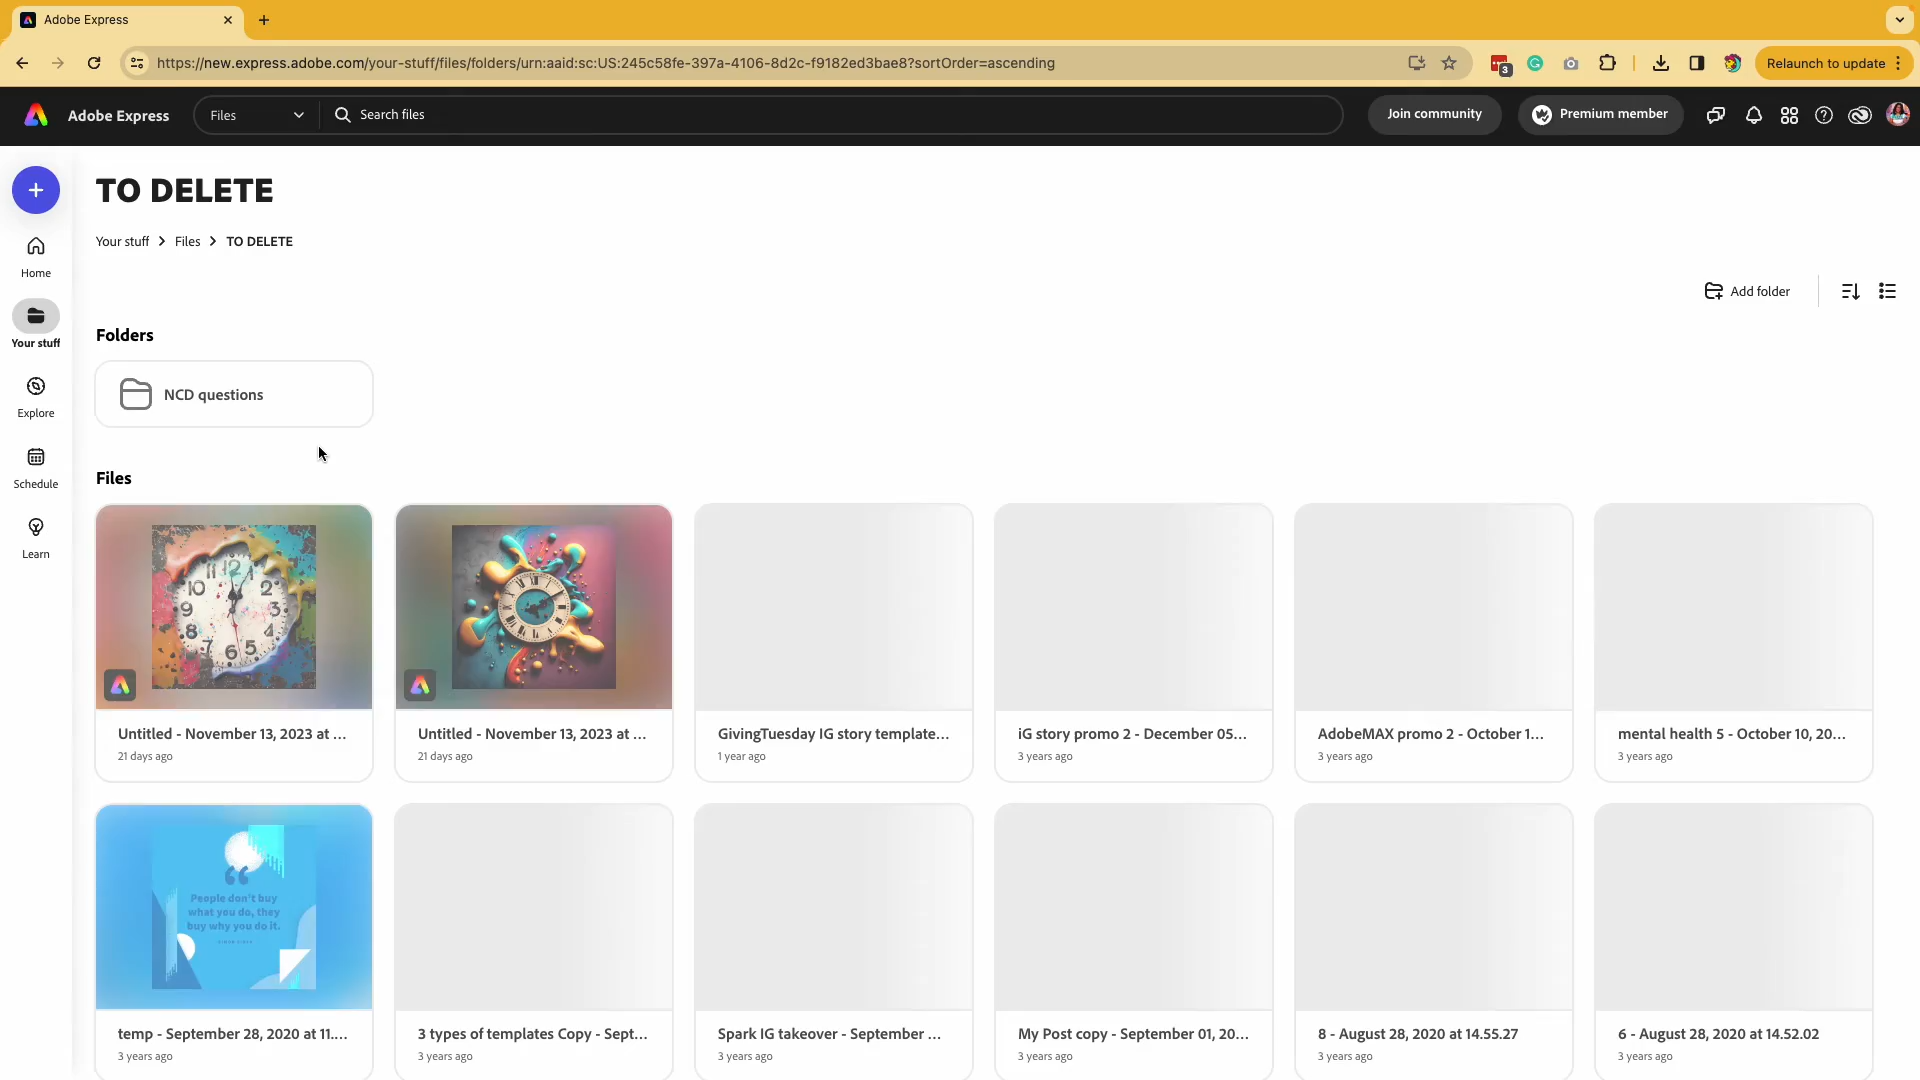 Adobe Express
https://new.express.adobe.com/your-stuff/files/folders/urn:aaid:sc:US:245c58fe-397a-4106-8d2c-f9182ed3bae8?sortOrder=ascending
3
Relaunch to update
Adobe Express
Files
Search files
Join community
Premium member
TO DELETE
Your stuff > Files > TO DELETE
Add folder
Home
Your stuff
Explore
Schedule
Learn
Folders
NCD questions
Files
Untitled - November 13, 2023 at ...
21 days ago
Untitled - November 13, 2023 at ...
21 days ago
GivingTuesday IG story template...
1 year ago
iG story promo 2 - December 05...
3 years ago
AdobeMAX promo 2 - October 1...
3 years ago
mental health 5 - October 10, 20...
3 years ago
People don't buy
what you do, they
buy why you do it.
temp - September 28, 2020 at 11....
3 years ago
3 types of templates Copy - Sept...
3 years ago
Spark IG takeover - September ...
3 years ago
My Post copy - September 01, 20...
3 years ago
8 - August 28, 2020 at 14.55.27
3 years ago
6 - August 28, 2020 at 14.52.02
3 years ago